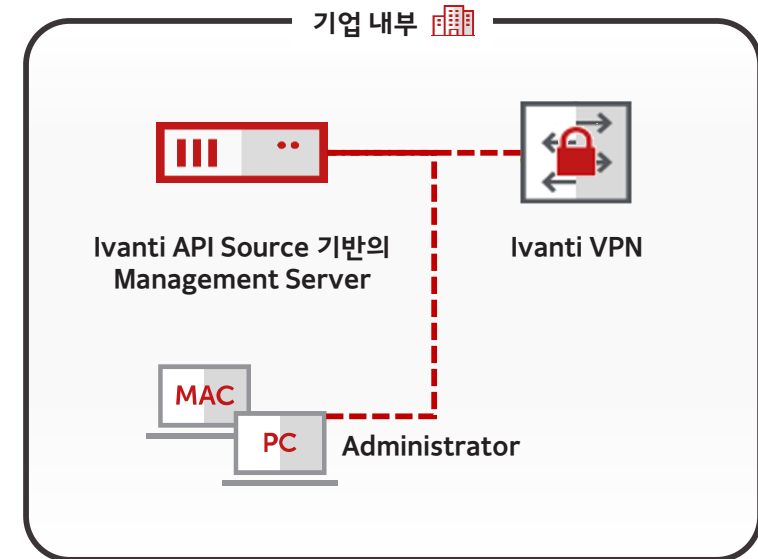 기업 내부
Ivanti API Source 기반의
Management Server
Ivanti VPN
MAC
PC
Administrator